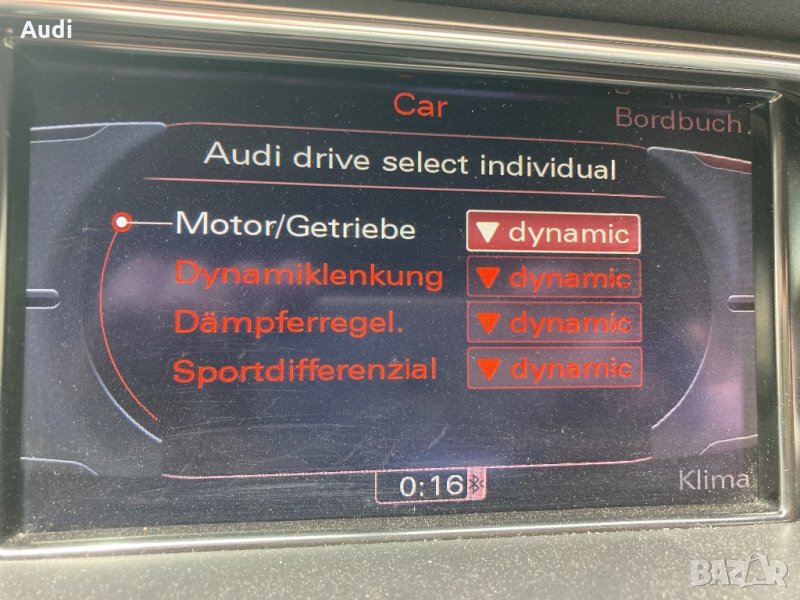 Audi
Car
Bordbuch
Audi drive select individual
Motor/Getriebe ▼ dynamic
Dynamiklenkung ▼ dynamic
Dämpferregel. ▼ dynamic
Sportdifferenzial ▼ dynamic
0:16
Klima
BAZAR